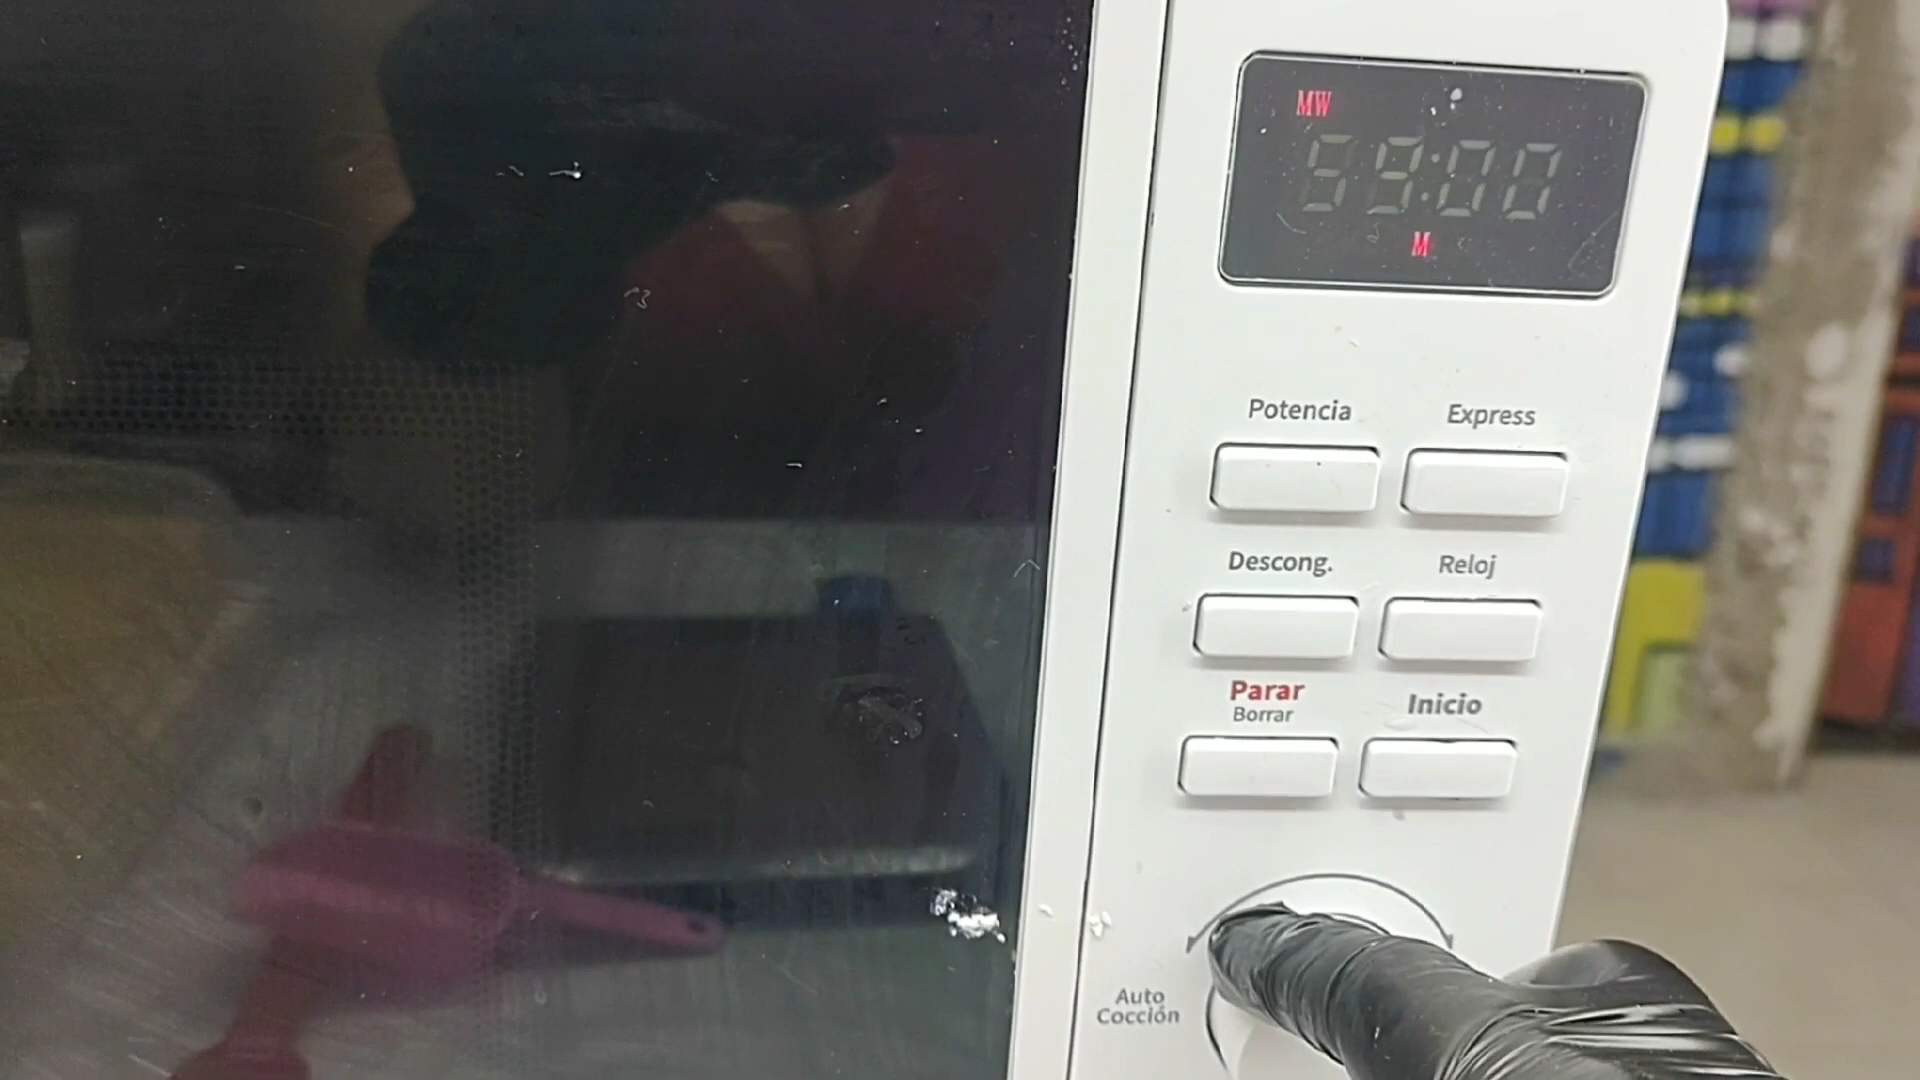 MW
59:00
M
Potencia Express
Descong. Reloj
Parar
Borrar
Inicio
Auto
Cocción